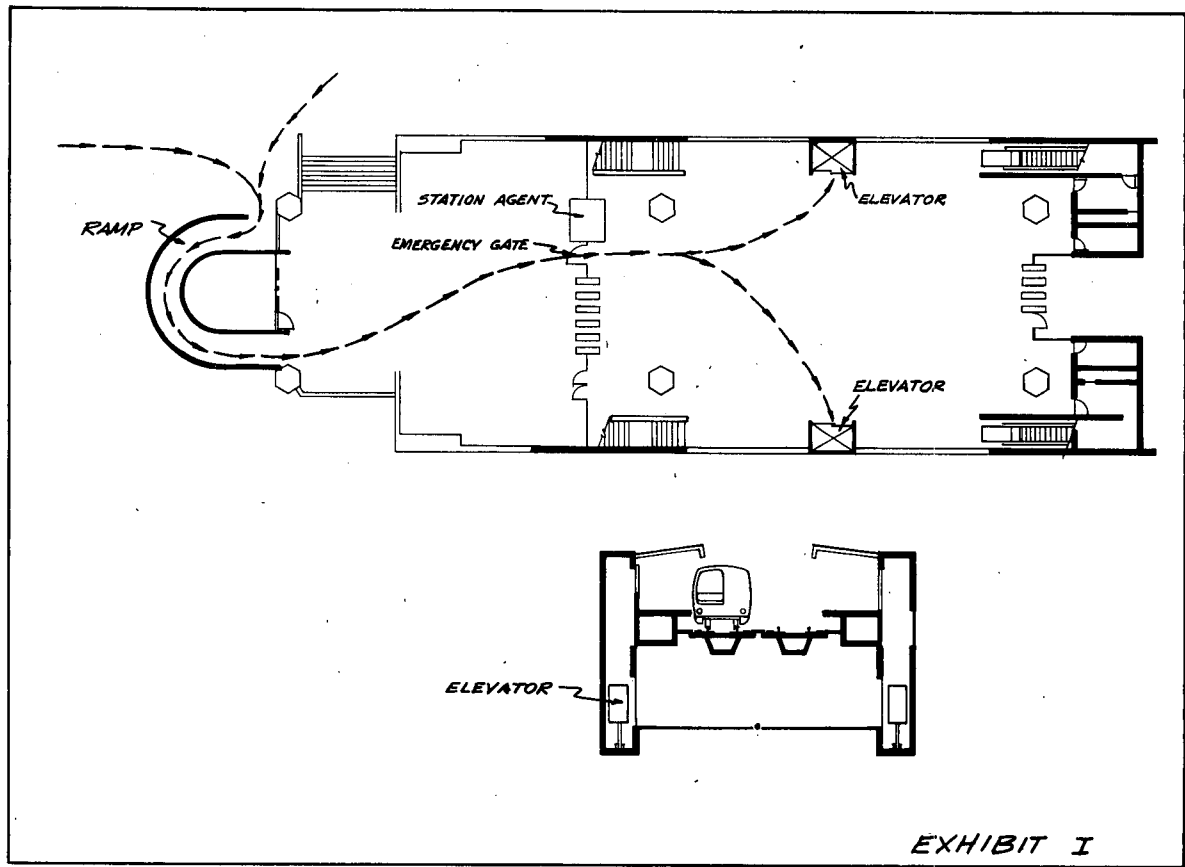 STATION AGENT
ELEVATOR
RAMP
EMERGENCY GATE
ELEVATOR
ELEVATOR
EXHIBIT I